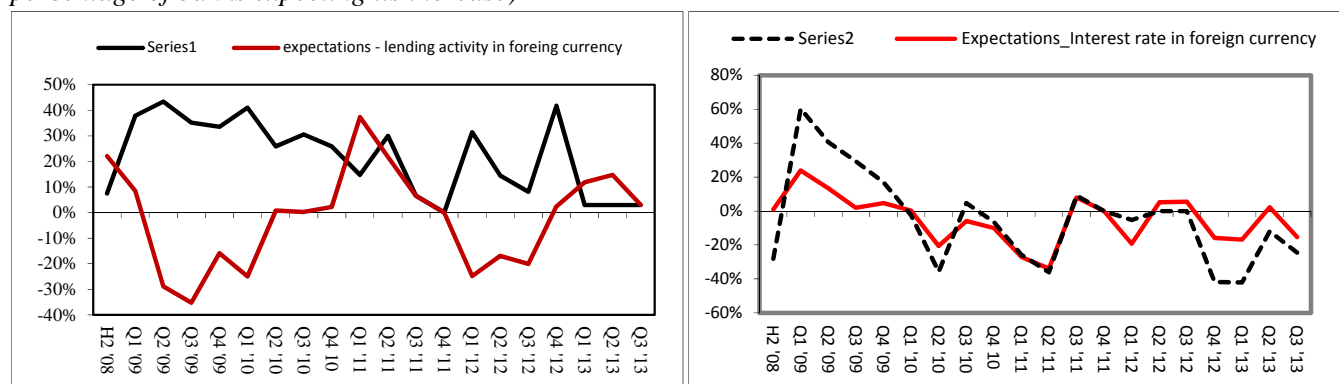 percentage of banks expecting its increase)
Series1
expectations - lending activity in foreing currency
50%
40%
30%
20%
10%
0%
-10%
-20%
-30%
-40%
H2 '08
Q1 '09
Q2 '09
Q3 '09
Q4 '09
Q1 '10
Q2 '10
Q3 '10
Q4 '10
Q1 '11
Q2 '11
Q3 '11
Q4 '11
Q1 '12
Q2 '12
Q3 '12
Q4 '12
Q1 '13
Q2 '13
Q3 '13
Series2
Expectations_Interest rate in foreign currency
80%
60%
40%
20%
0%
-20%
-40%
-60%
H2 '08
Q1 '09
Q2 '09
Q3 '09
Q4 '09
Q1 '10
Q2 '10
Q3 '10
Q4 10
Q1 '11
Q2 '11
Q3 '11
Q4 '11
Q1 '12
Q2 '12
Q3 '12
Q4 '12
Q1 '13
Q2 '13
Q3 '13